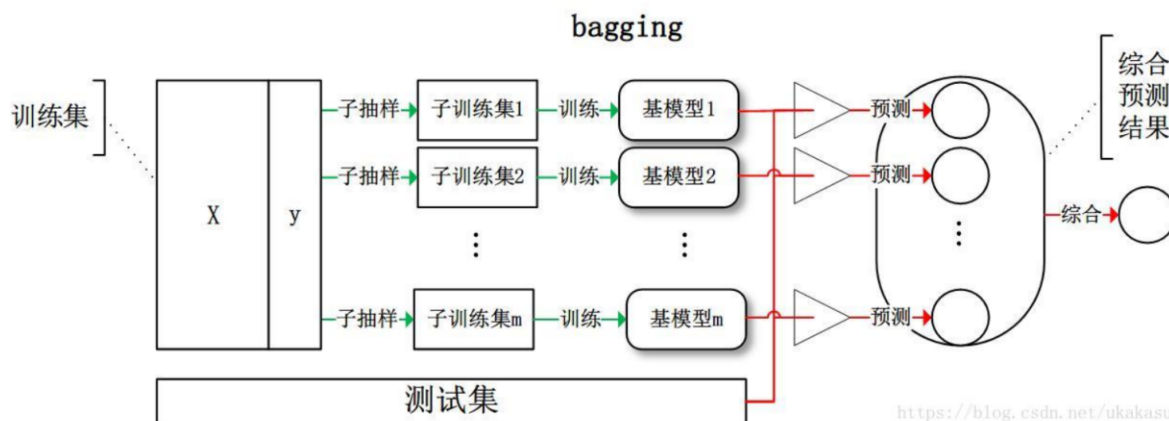 bagging
训练集
X
y
子抽样
子训练集1
训练
基模型1
预测
子抽样
子训练集2
训练
基模型2
预测
子抽样
子训练集m
训练
基模型m
预测
综合
预测
结果
综合
测试集
https://blog.csdn.net/ukakasu